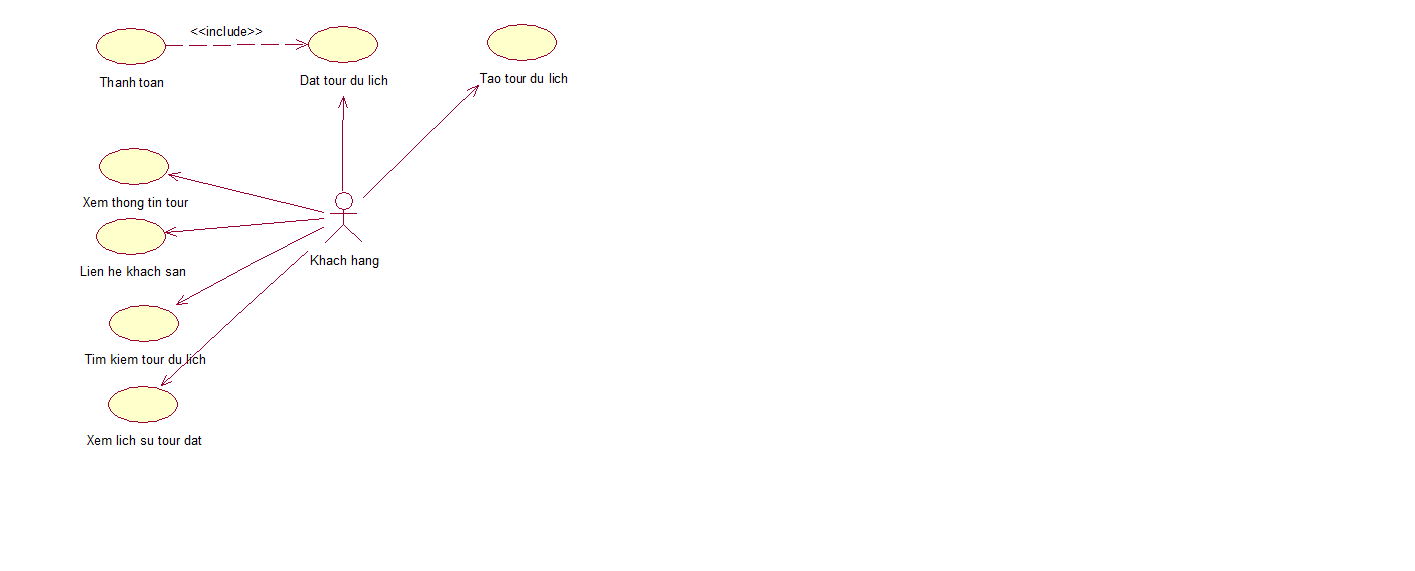 <<include>>
Thanh toan
Dat tour du lich
Tao tour du lich
Xem thong tin tour
Lien he khach san
Khach hang
Tim kiem tour du lich
Xem lich su tour dat